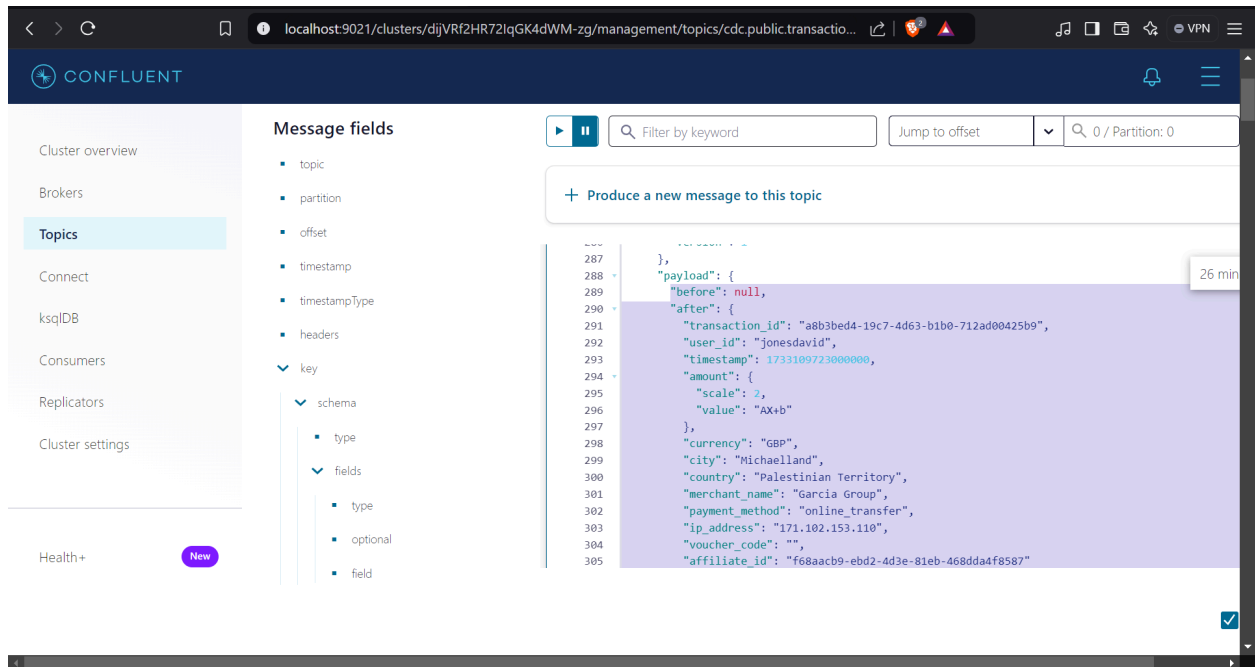 localhost:9021/clusters/dijVRf2HR72IqGK4dWM-zg/management/topics/cdc.public.transactio...
2
VPN
CONFLUENT
Cluster overview
Brokers
Topics
Connect
ksqlDB
Consumers
Replicators
Cluster settings
Health+
New
Message fields
topic
partition
offset
timestamp
timestampType
headers
key
schema
type
fields
type
optional
field
Filter by keyword
Jump to offset
0 / Partition: 0
+ Produce a new message to this topic
26 min
287 },
288 "payload": {
289 "before": null,
290 "after": {
291 "transaction_id": "a8b3bed4-19c7-4d63-b1b0-712ad00425b9",
292 "user_id": "jonesdavid",
293 "timestamp": 1733109723000000,
294 "amount": {
295 "scale": 2,
296 "value": "AX+b"
297 },
298 "currency": "GBP",
299 "city": "Michaelland",
300 "country": "Palestinian Territory",
301 "merchant_name": "Garcia Group",
302 "payment_method": "online_transfer",
303 "ip_address": "171.102.153.110",
304 "voucher_code": "",
305 "affiliate_id": "f68aacb9-ebd2-4d3e-81eb-468dda4f8587"